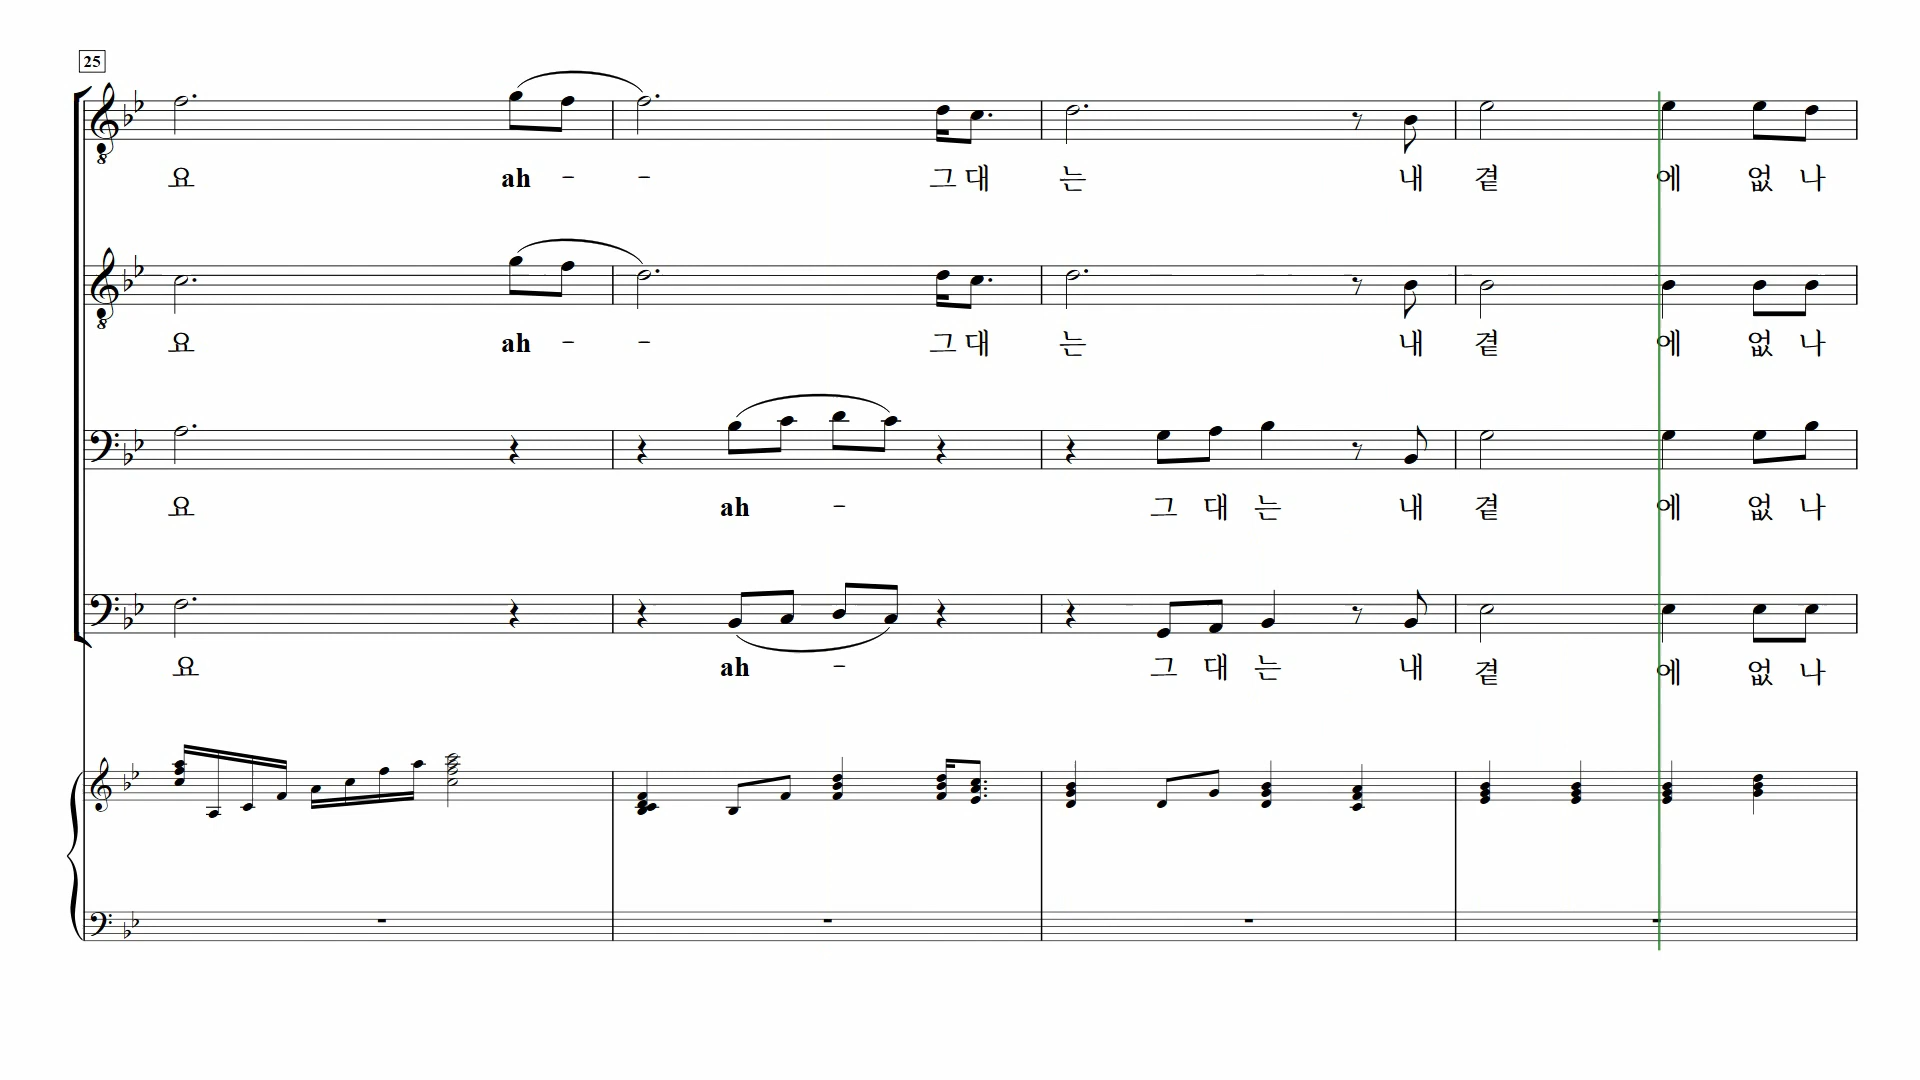 25
요 ah - - 그 대 는 내 곁 에 없 나
요 ah - - 그 대 는 내 곁 에 없 나
요 ah - 그 대 는 내 곁 에 없 나
요 ah - 그 대 는 내 곁 에 없 나